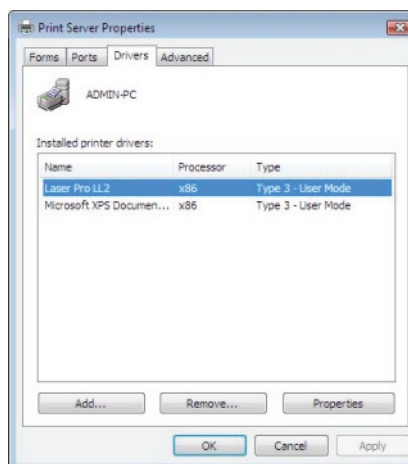 Print Server Properties
Forms Ports Drivers Advanced
ADMIN-PC
Installed printer drivers:
Name Processor Type
Laser Pro LL2 x86 Type 3 - User Mode
Microsoft XPS Documen... x86 Type 3 - User Mode
Add... Remove... Properties
OK Cancel Apply